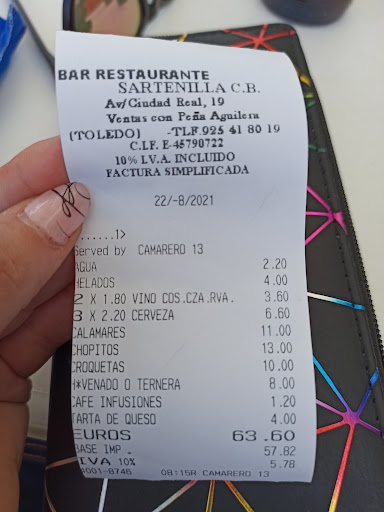 BAR RESTAURANTE
SARTENILLA C.B.
Av/Ciudad Real, 19
Ventas con Peña Aguilera
(TOLEDO) -TLF.925 41 80 19
C.I.F. E-45790722
10% I.V.A. INCLUIDO
FACTURA SIMPLIFICADA
22/-8/2021
......1>
Served by CAMARERO 13
AGUA 2.20
HELADOS 4.00
2 X 1.80 VINO COS.CZA.RVA. 3.60
3 X 2.20 CERVEZA 6.60
CALAMARES 11.00
CHOPITOS 13.00
CROQUETAS 10.00
H*VENADO O TERNERA 8.00
CAFE INFUSIONES 1.20
TARTA DE QUESO 4.00
EUROS 63.60
BASE IMP. 57.82
IVA 10% 5.78
0001-8746 08:15R CAMARERO 13